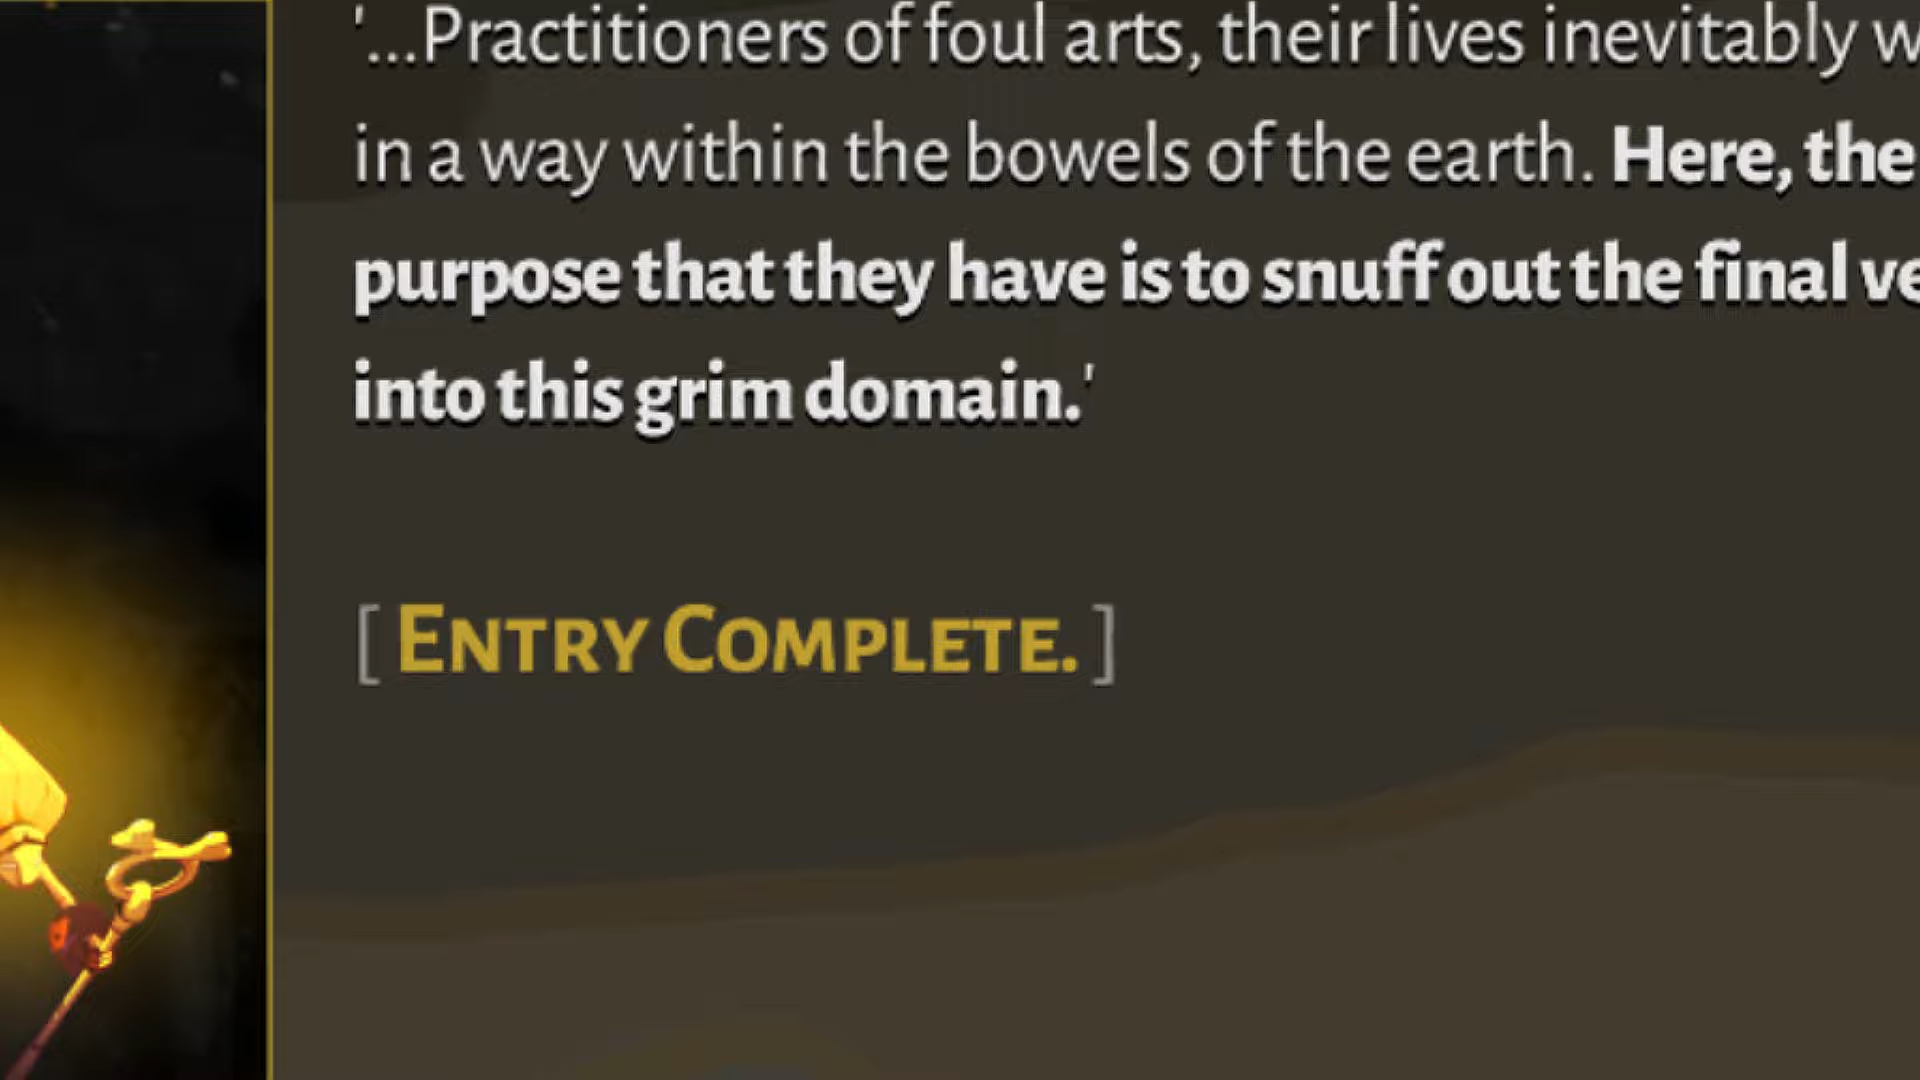 '...Practitioners of foul arts, their lives inevitably
in a way within the bowels of the earth. Here, the
purpose that they have is to snuff out the final
into this grim domain.'
[ ENTRY COMPLETE. ]